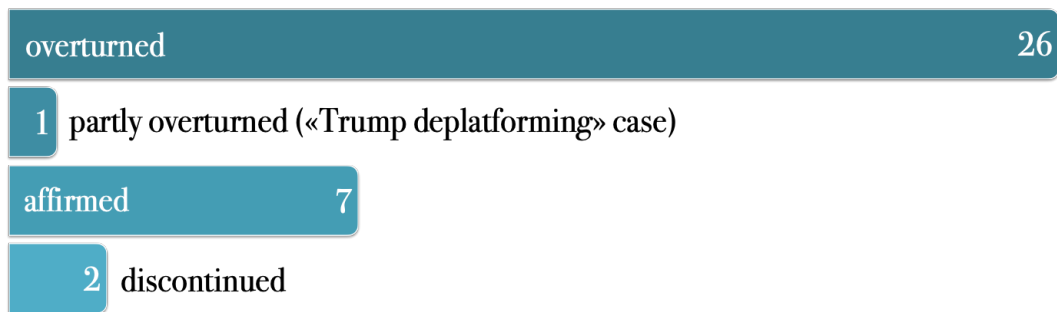 overturned 26
1 partly overturned («Trump deplatforming» case)
affirmed 7
2 discontinued